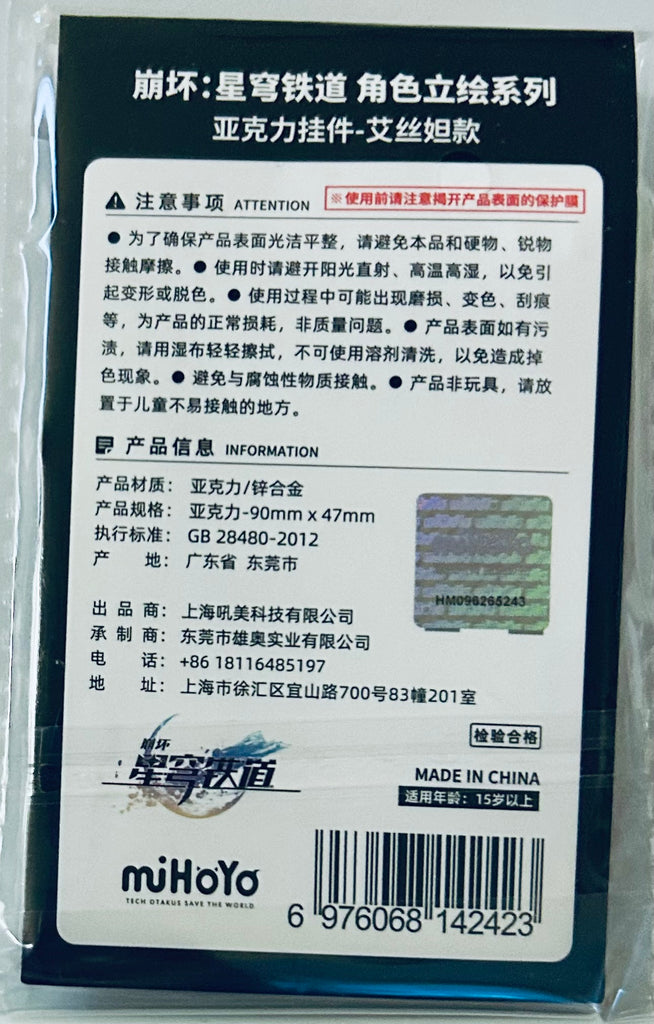 崩坏:星穹铁道 角色立绘系列
亚克力挂件-艾丝妲款
注意事项 ATTENTION ※使用前请注意揭开产品表面的保护膜
● 为了确保产品表面光洁平整，请避免本品和硬物、锐物
接触摩擦。● 使用时请避开阳光直射、高温高湿，以免引
起变形或脱色。● 使用过程中可能出现磨损、变色、刮痕
等，为产品的正常损耗，非质量问题。● 产品表面如有污
渍，请用湿布轻轻擦拭，不可使用溶剂清洗，以免造成掉
色现象。● 避免与腐蚀性物质接触。● 产品非玩具，请放
置于儿童不易接触的地方。
产品信息 INFORMATION
产品材质： 亚克力/锌合金
产品规格： 亚克力-90mm x 47mm
执行标准： GB 28480-2012
产 地： 广东省 东莞市
HM096265243
出品商： 上海吼美科技有限公司
承制商： 东莞市雄奥实业有限公司
电 话： +86 18116485197
地 址： 上海市徐汇区宜山路700号83幢201室
检验合格
崩坏
星穹铁道
MADE IN CHINA
适用年龄：15岁以上
miHoYo
TECH OTAKUS SAVE THE WORLD
6 976068 142423